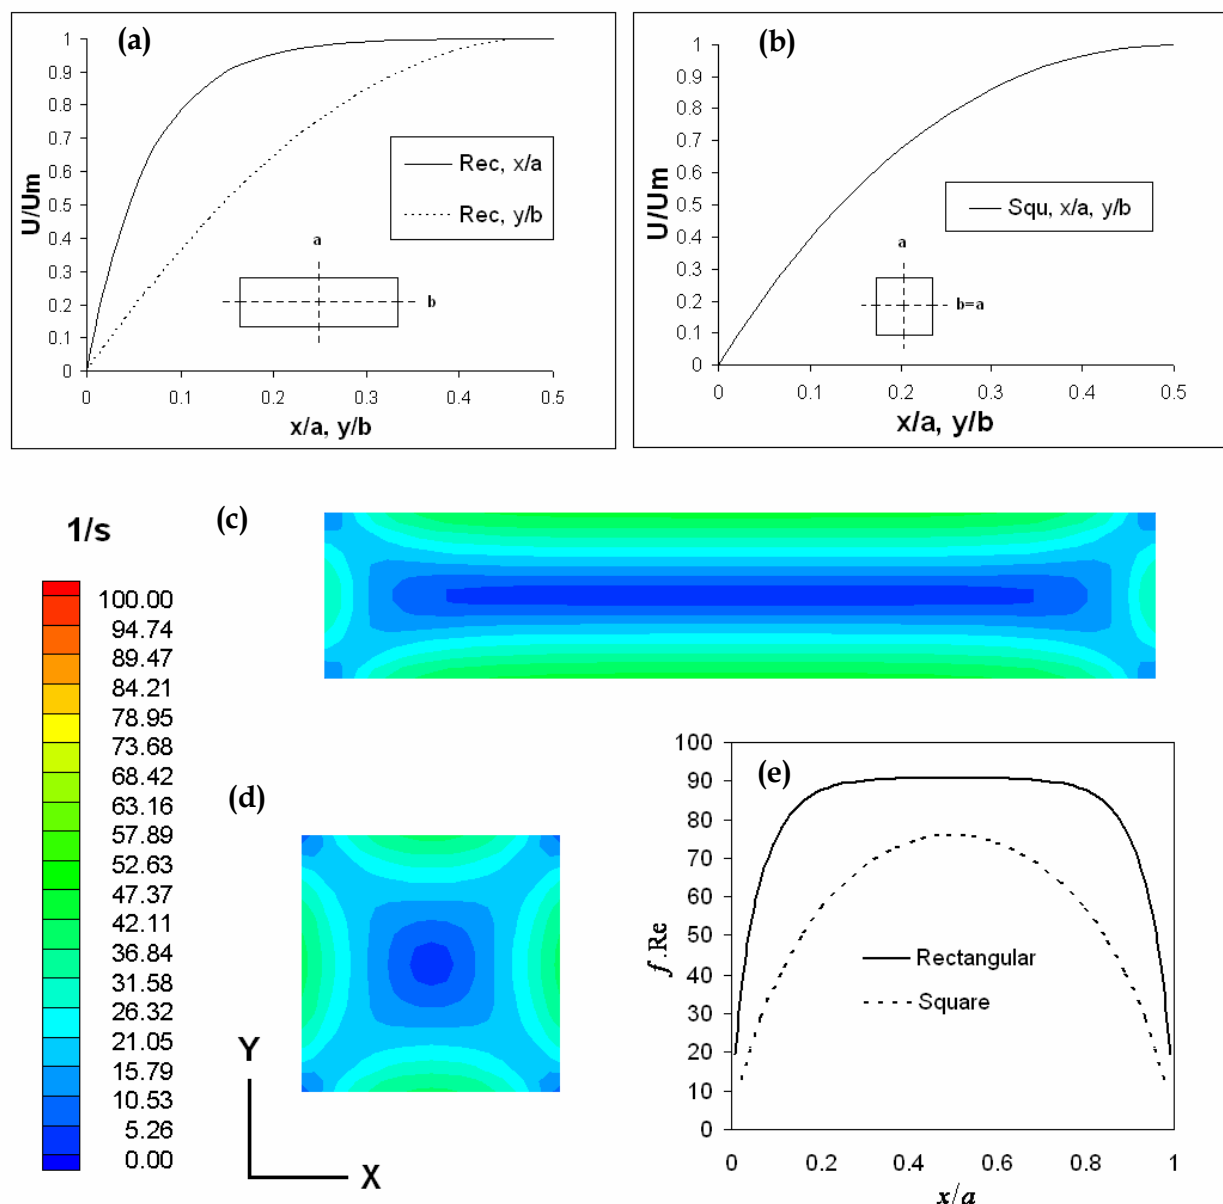 (a)
1
0.9
0.8
0.7
0.6
0.5
0.4
0.3
0.2
0.1
0
U/Um
Rec, x/a
Rec, y/b
a
b
0 0.1 0.2 0.3 0.4 0.5
x/a, y/b
(b)
1
0.9
0.8
0.7
0.6
0.5
0.4
0.3
0.2
0.1
0
U/Um
Squ, x/a, y/b
a
b=a
0 0.1 0.2 0.3 0.4 0.5
x/a, y/b
(c)
1/s
100.00
94.74
89.47
84.21
78.95
73.68
68.42
63.16
57.89
52.63
47.37
42.11
36.84
31.58
26.32
21.05
15.79
10.53
5.26
0.00
(d)
Y
X
(e)
100
90
80
70
60
50
40
30
20
10
0
f.Re
Rectangular
Square
0 0.2 0.4 0.6 0.8 1
x/a